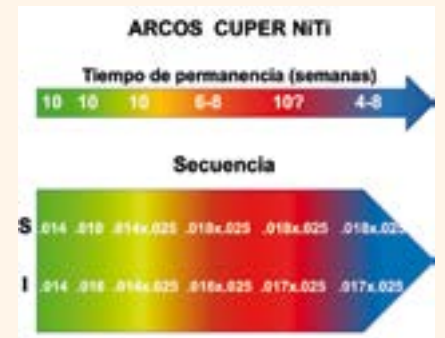 ARCOS CUPER NiTi
Tiempo de permanencia (semanas)
10 10 10 6-8 10? 4-8
Secuencia
S .014 .018 .014x.025 .018x.025 .018x.025 .018x.025
I .014 .016 .014x.025 .016x.025 .017x.025 .017x.025